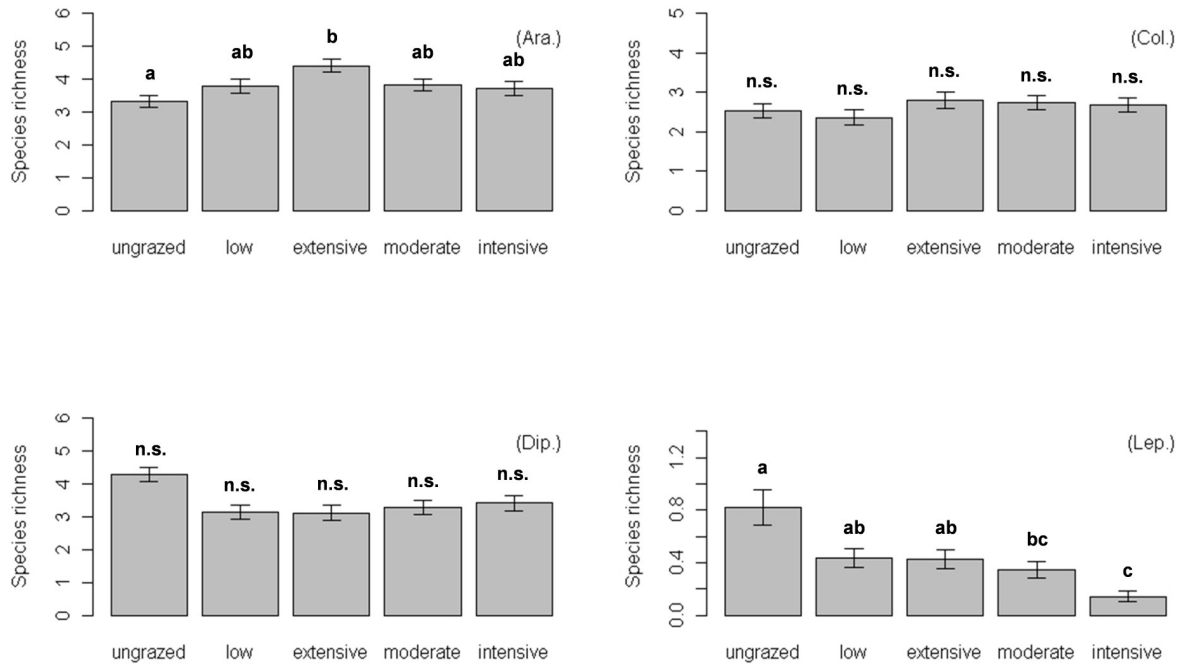 (Ara.)
Species richness
6
5
4
3
2
1
0
a
ab
b
ab
ab
ungrazed low extensive moderate intensive
(Col.)
Species richness
5
4
3
2
1
0
n.s.
n.s.
n.s.
n.s.
n.s.
ungrazed low extensive moderate intensive
(Dip.)
Species richness
6
5
4
3
2
1
0
n.s.
n.s.
n.s.
n.s.
n.s.
ungrazed low extensive moderate intensive
(Lep.)
Species richness
1.2
0.8
0.4
0.0
a
ab
ab
bc
c
ungrazed low extensive moderate intensive